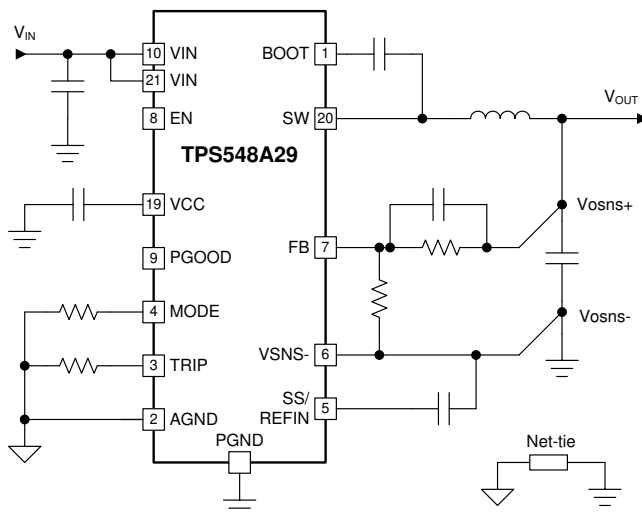 VIN
10 VIN
21 VIN
8 EN
TPS548A29
19 VCC
9 PGOOD
4 MODE
3 TRIP
2 AGND
PGND
BOOT 1
SW 20
VOUT
FB 7
VSNS- 6
SS/
REFIN 5
Vosns+
Vosns-
Net-tie